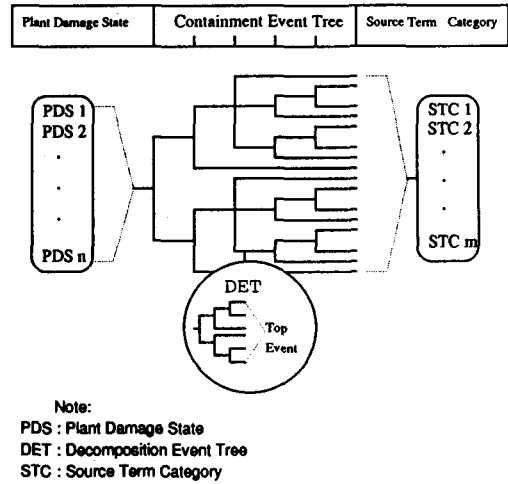 Plant Damage State Containment Event Tree Source Term Category
PDS 1
PDS 2
.
.
.
PDS n
STC 1
STC 2
.
.
.
STC m
DET
Top
Event
Note:
PDS : Plant Damage State
DET : Decomposition Event Tree
STC : Source Term Category